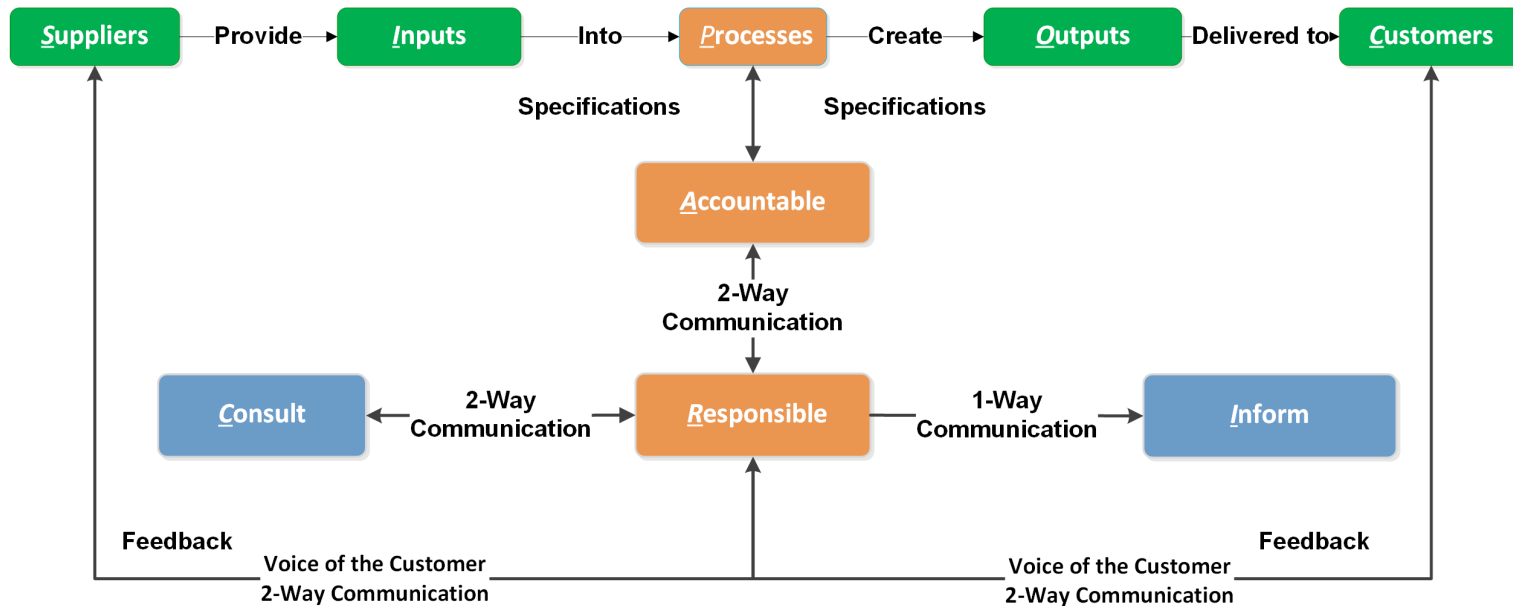 Suppliers Provide Inputs Into Processes Create Outputs Delivered to Customers
Specifications Specifications
Accountable
2-Way
Communication
Consult
2-Way
Communication
Responsible
1-Way
Communication
Inform
Feedback
Voice of the Customer
2-Way Communication
Voice of the Customer
2-Way Communication
Feedback